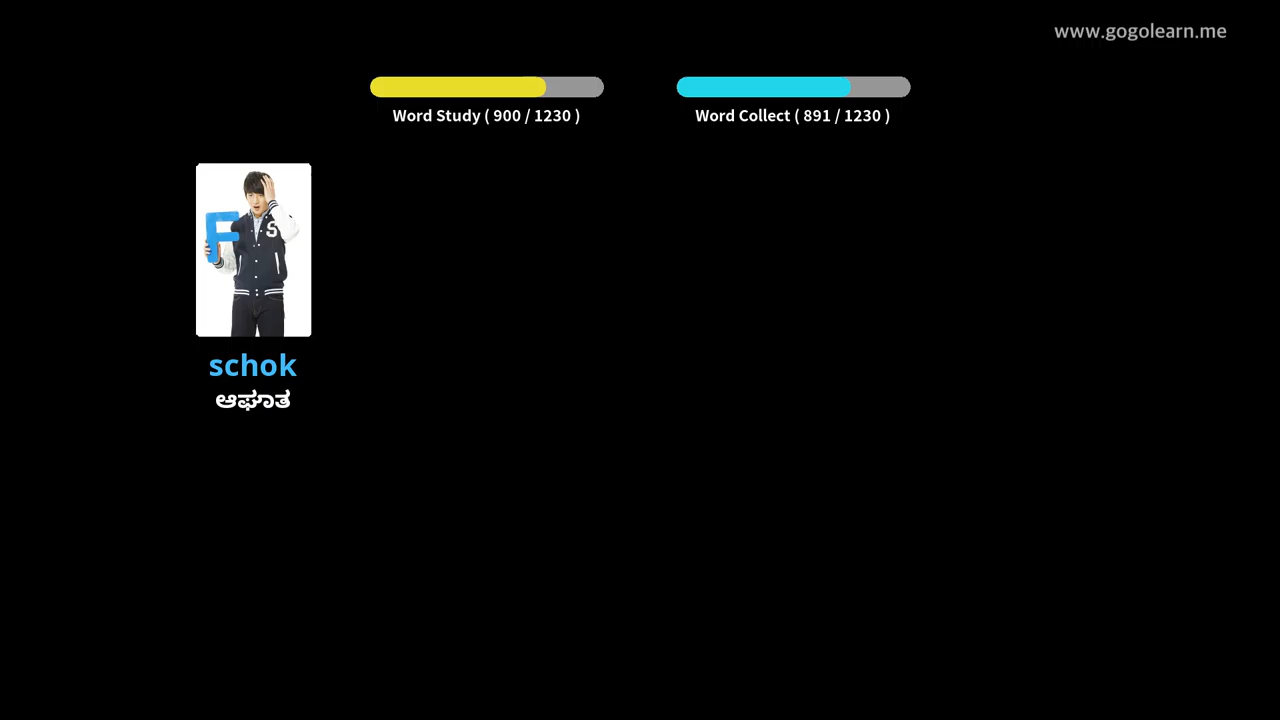 www.gogolearn.me
Word Study ( 900 / 1230 )
Word Collect ( 891 / 1230 )
F
S
schok
ಆಘಾತ